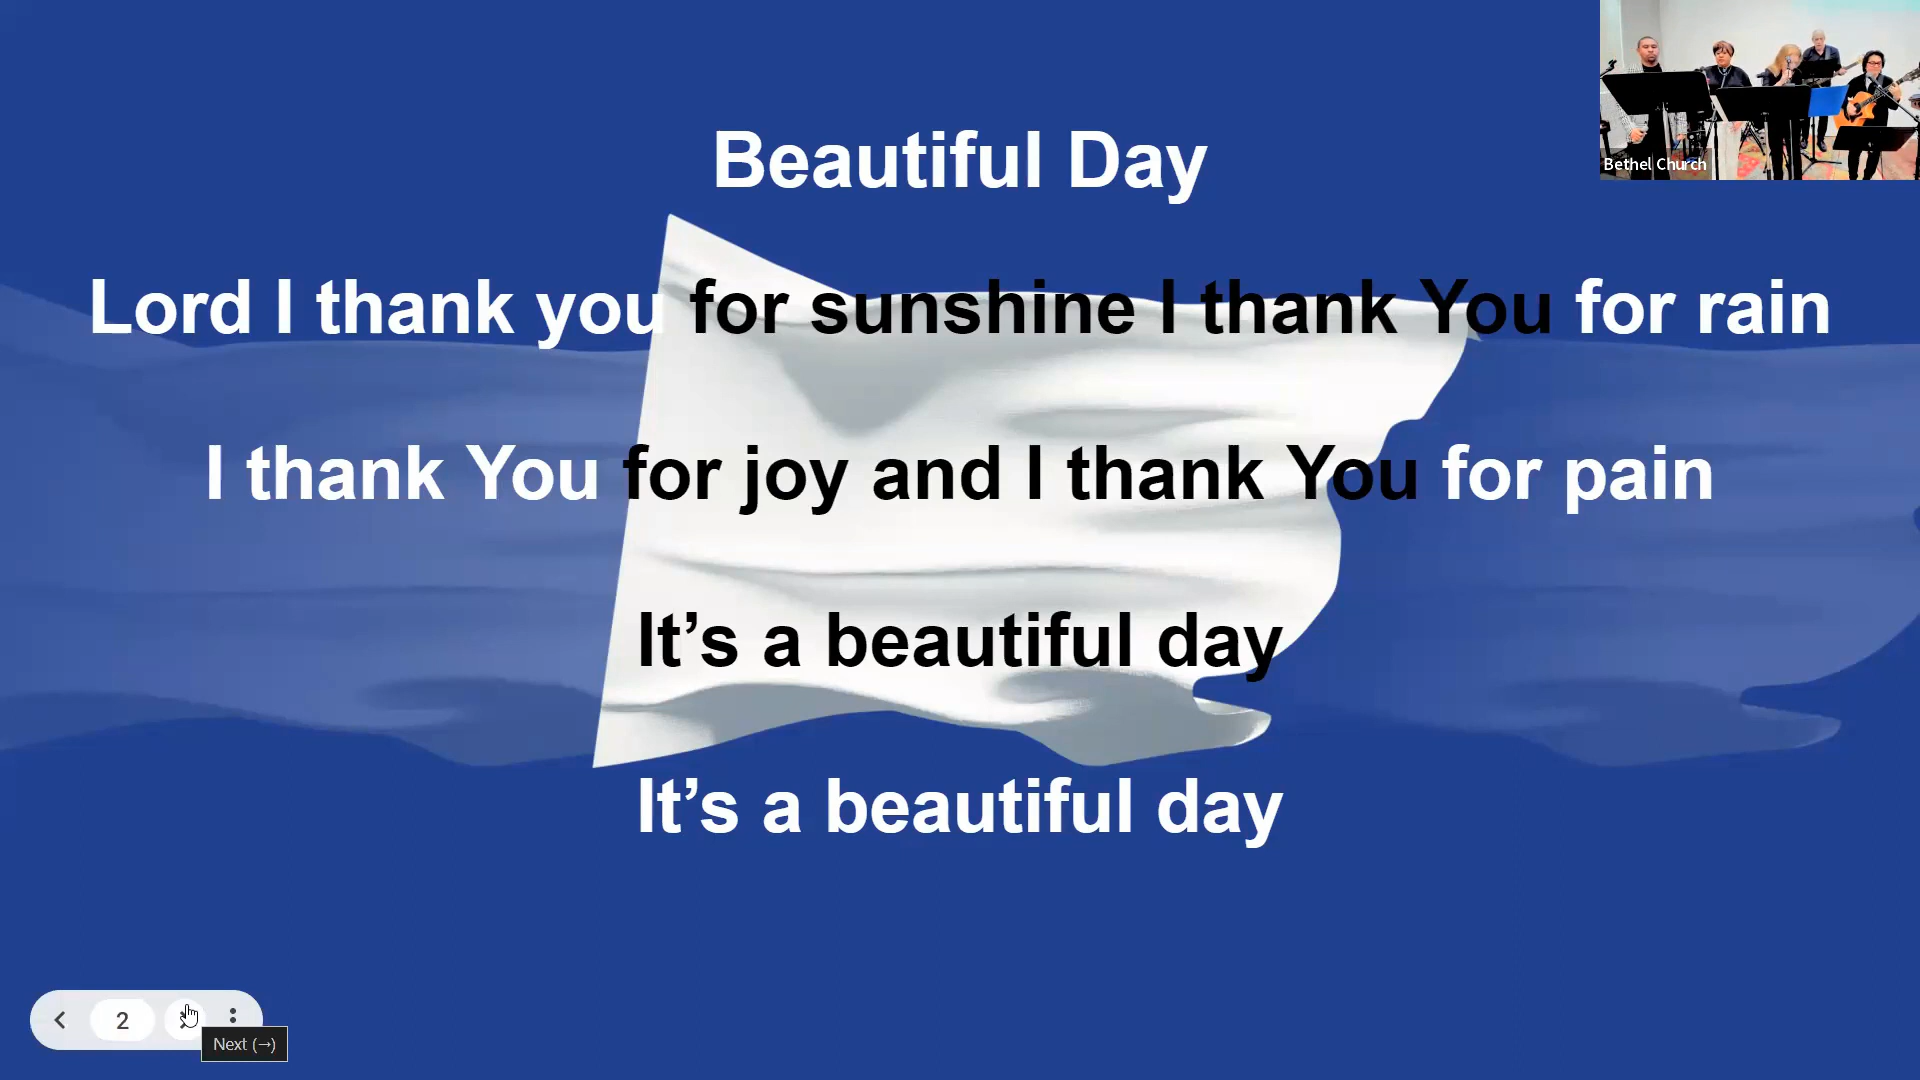 Beautiful Day
Bethel Church
Lord I thank you for sunshine I thank You for rain
I thank You for joy and I thank You for pain
It’s a beautiful day
It’s a beautiful day
2
Next (→)